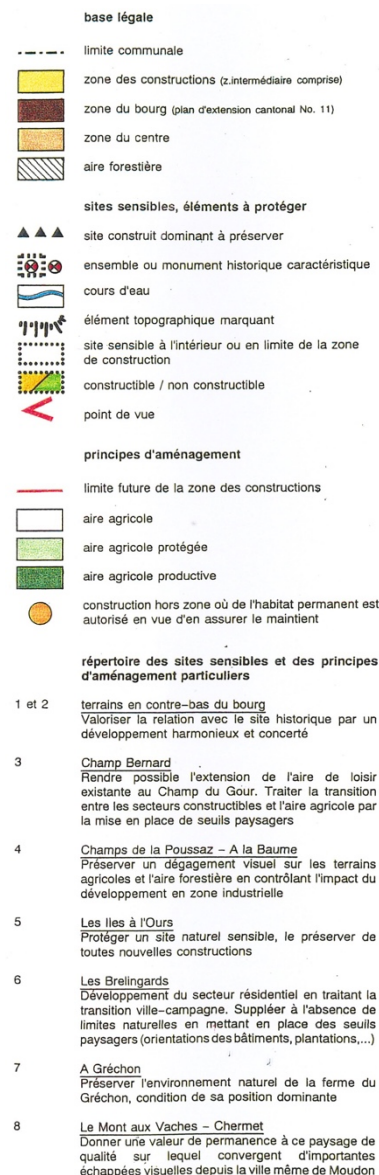 base légale
limite communale
zone des constructions (z.intermédiaire comprise)
zone du bourg (plan d'extension cantonal No. 11)
zone du centre
aire forestière
sites sensibles, éléments à protéger
site construit dominant à préserver
ensemble ou monument historique caractéristique
cours d'eau
élément topographique marquant
site sensible à l'intérieur ou en limite de la zone
de construction
constructible / non constructible
point de vue
principes d'aménagement
limite future de la zone des constructions
aire agricole
aire agricole protégée
aire agricole productive
construction hors zone où de l'habitat permanent est
autorisé en vue d'en assurer le maintient
répertoire des sites sensibles et des principes
d'aménagement particuliers
1 et 2 terrains en contre-bas du bourg
Valoriser la relation avec le site historique par un
développement harmonieux et concerté
3 Champ Bernard
Rendre possible l'extension de l'aire de loisir
existante au Champ du Gour. Traiter la transition
entre les secteurs constructibles et l'aire agricole par
la mise en place de seuils paysagers
4 Champs de la Poussaz - A la Baume
Préserver un dégagement visuel sur les terrains
agricoles et l'aire forestière en contrôlant l'impact du
développement en zone industrielle
5 Les Iles à l'Ours
Protéger un site naturel sensible, le préserver de
toutes nouvelles constructions
6 Les Brelingards
Développement du secteur résidentiel en traitant la
transition ville-campagne. Suppléer à l'absence de
limites naturelles en mettant en place des seuils
paysagers (orientations des bâtiments, plantations,...)
7 A Gréchon
Préserver l'environnement naturel de la ferme du
Gréchon, condition de sa position dominante
8 Le Mont aux Vaches - Chermet
Donner une valeur de permanence à ce paysage de
qualité sur lequel convergent d'importantes
échappées visuelles depuis la ville même de Moudon